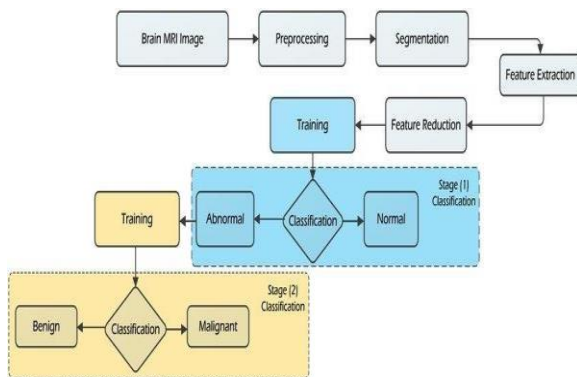 Brain MRI Image
Preprocessing
Segmentation
Feature Extraction
Feature Reduction
Training
Stage (1)
Classification
Abnormal
Classification
Normal
Training
Stage (2)
Classification
Benign
Classification
Malignant